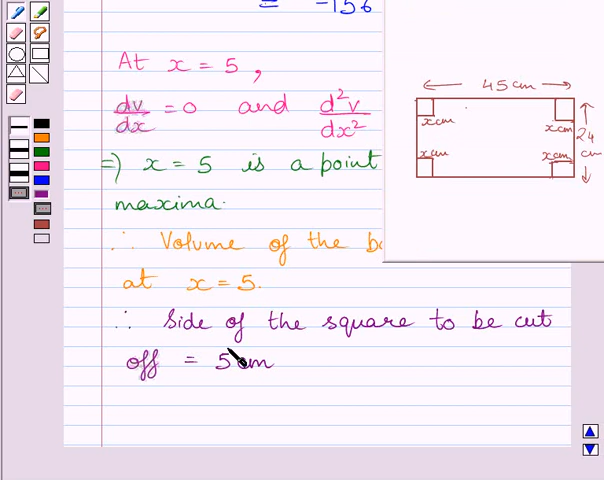 = -156
At x = 5 ,
dv/dx = 0 and d²v/dx²
=) x = 5 is a point
maxima.
∴ Volume of the
at x = 5.
∴ Side of the square to be cut
off = 5 cm
45 cm
x cm
x cm
24 cm
x cm
x cm